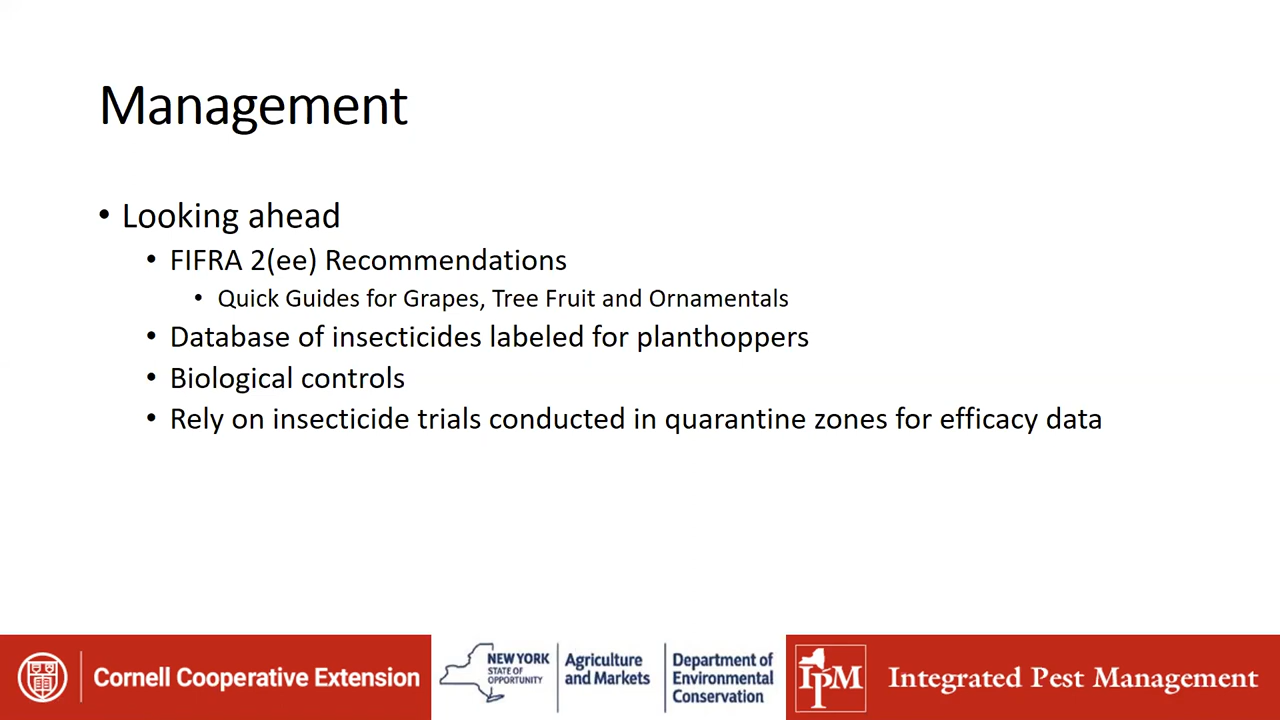 Management
• Looking ahead
• FIFRA 2(ee) Recommendations
• Quick Guides for Grapes, Tree Fruit and Ornamentals
• Database of insecticides labeled for planthoppers
• Biological controls
• Rely on insecticide trials conducted in quarantine zones for efficacy data
Cornell Cooperative Extension
NEW YORK
STATE OF
OPPORTUNITY
Agriculture
and Markets
Department of
Environmental
Conservation
IPM
Integrated Pest Management